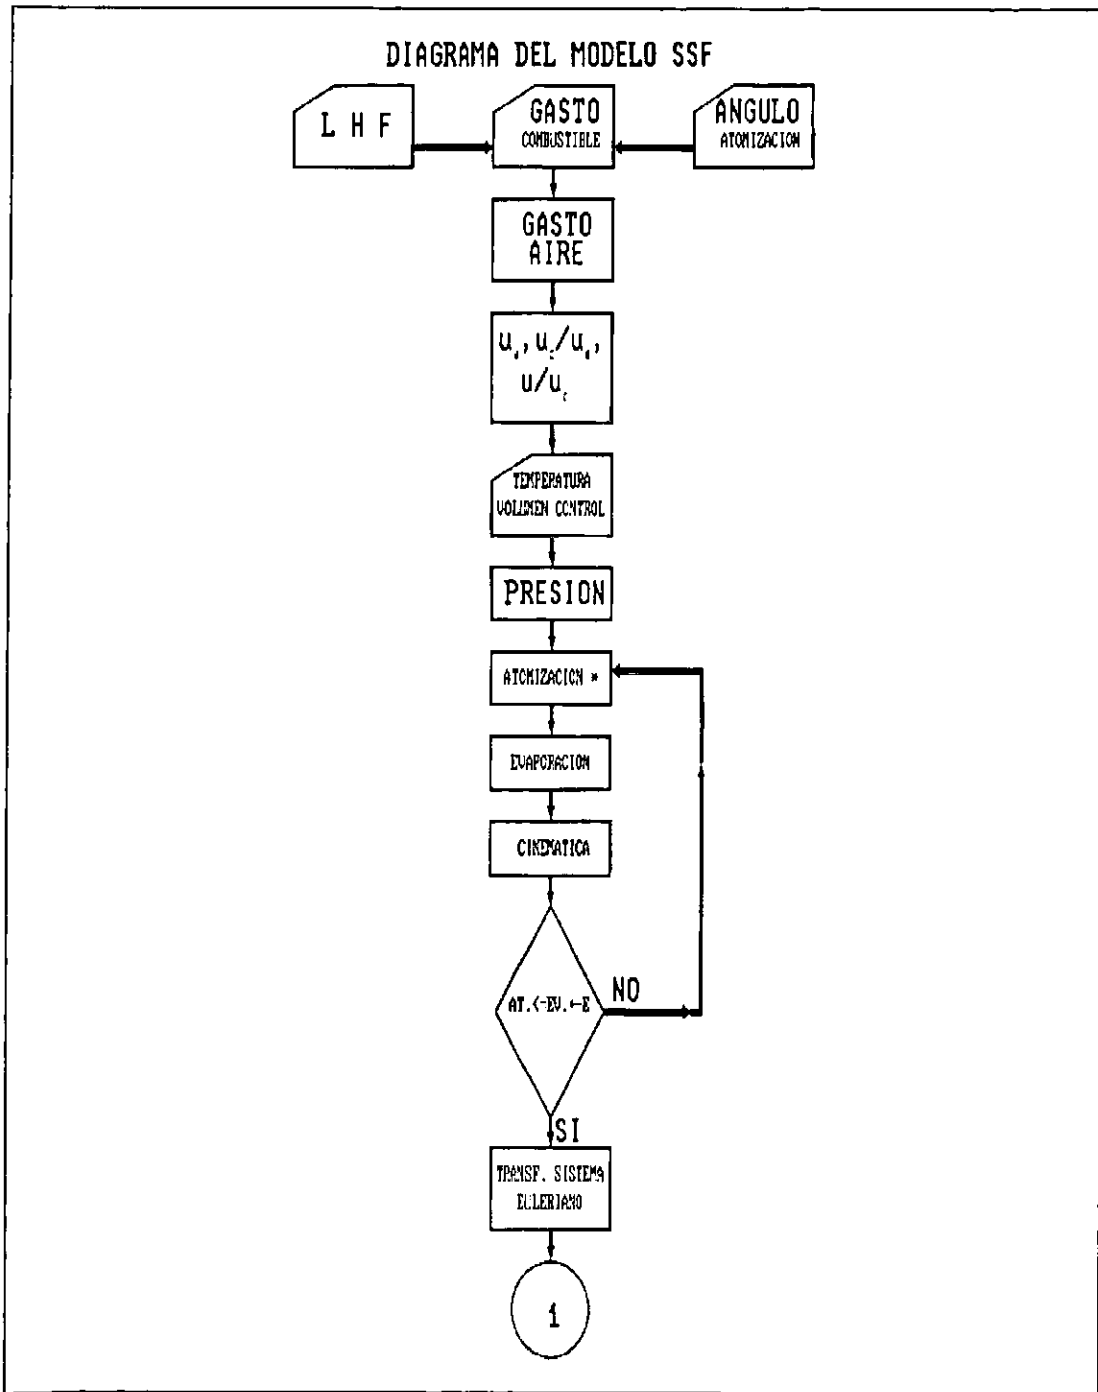 DIAGRAMA DEL MODELO SSF
L H F
GASTO
COMBUSTIBLE
ANGULO
ATOMIZACION
GASTO
AIRE
u/u
TEMPERATURA
VOLUMEN CONTROL
PRESION
ATOMIZACION *
EVAPORACION
CINEMATICA
NO
SI
TRANSF. SISTEMA
EULERIANO
1